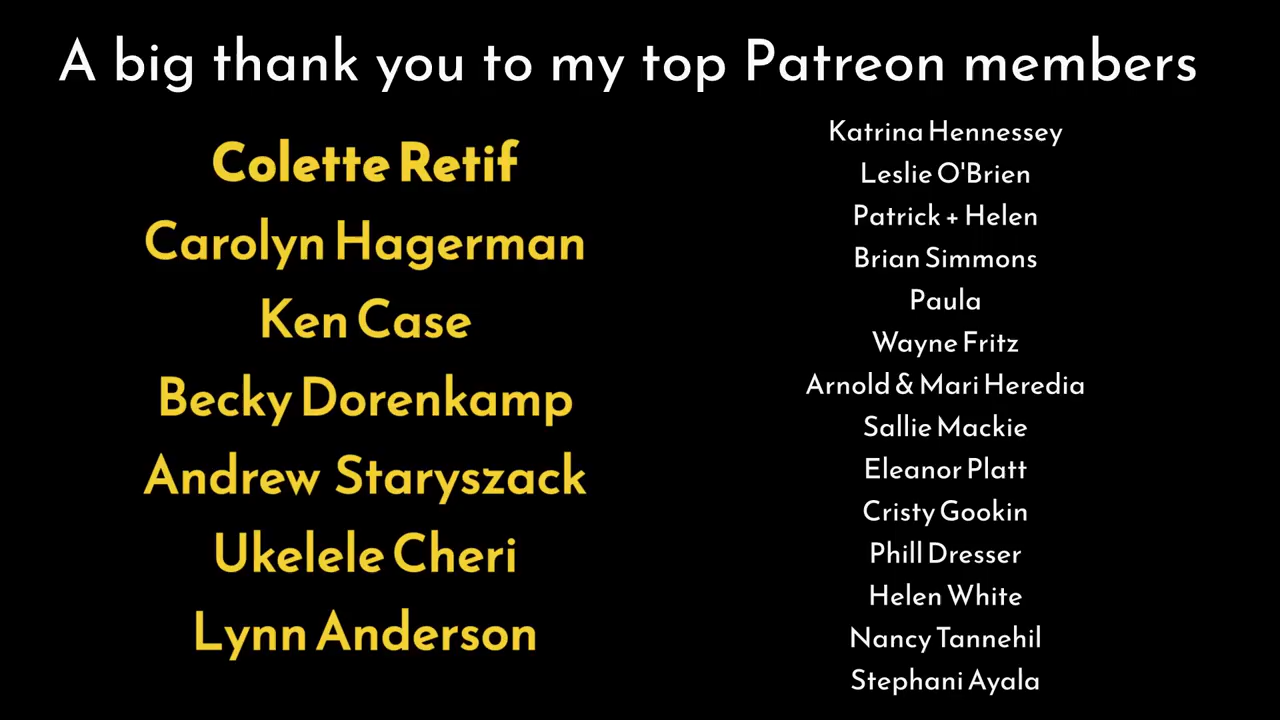 A big thank you to my top Patreon members
Colette Retif
Carolyn Hagerman
Ken Case
Becky Dorenkamp
Andrew Staryszack
Ukelele Cheri
Lynn Anderson
Katrina Hennessey
Leslie O'Brien
Patrick + Helen
Brian Simmons
Paula
Wayne Fritz
Arnold & Mari Heredia
Sallie Mackie
Eleanor Platt
Cristy Gookin
Phill Dresser
Helen White
Nancy Tannehil
Stephani Ayala